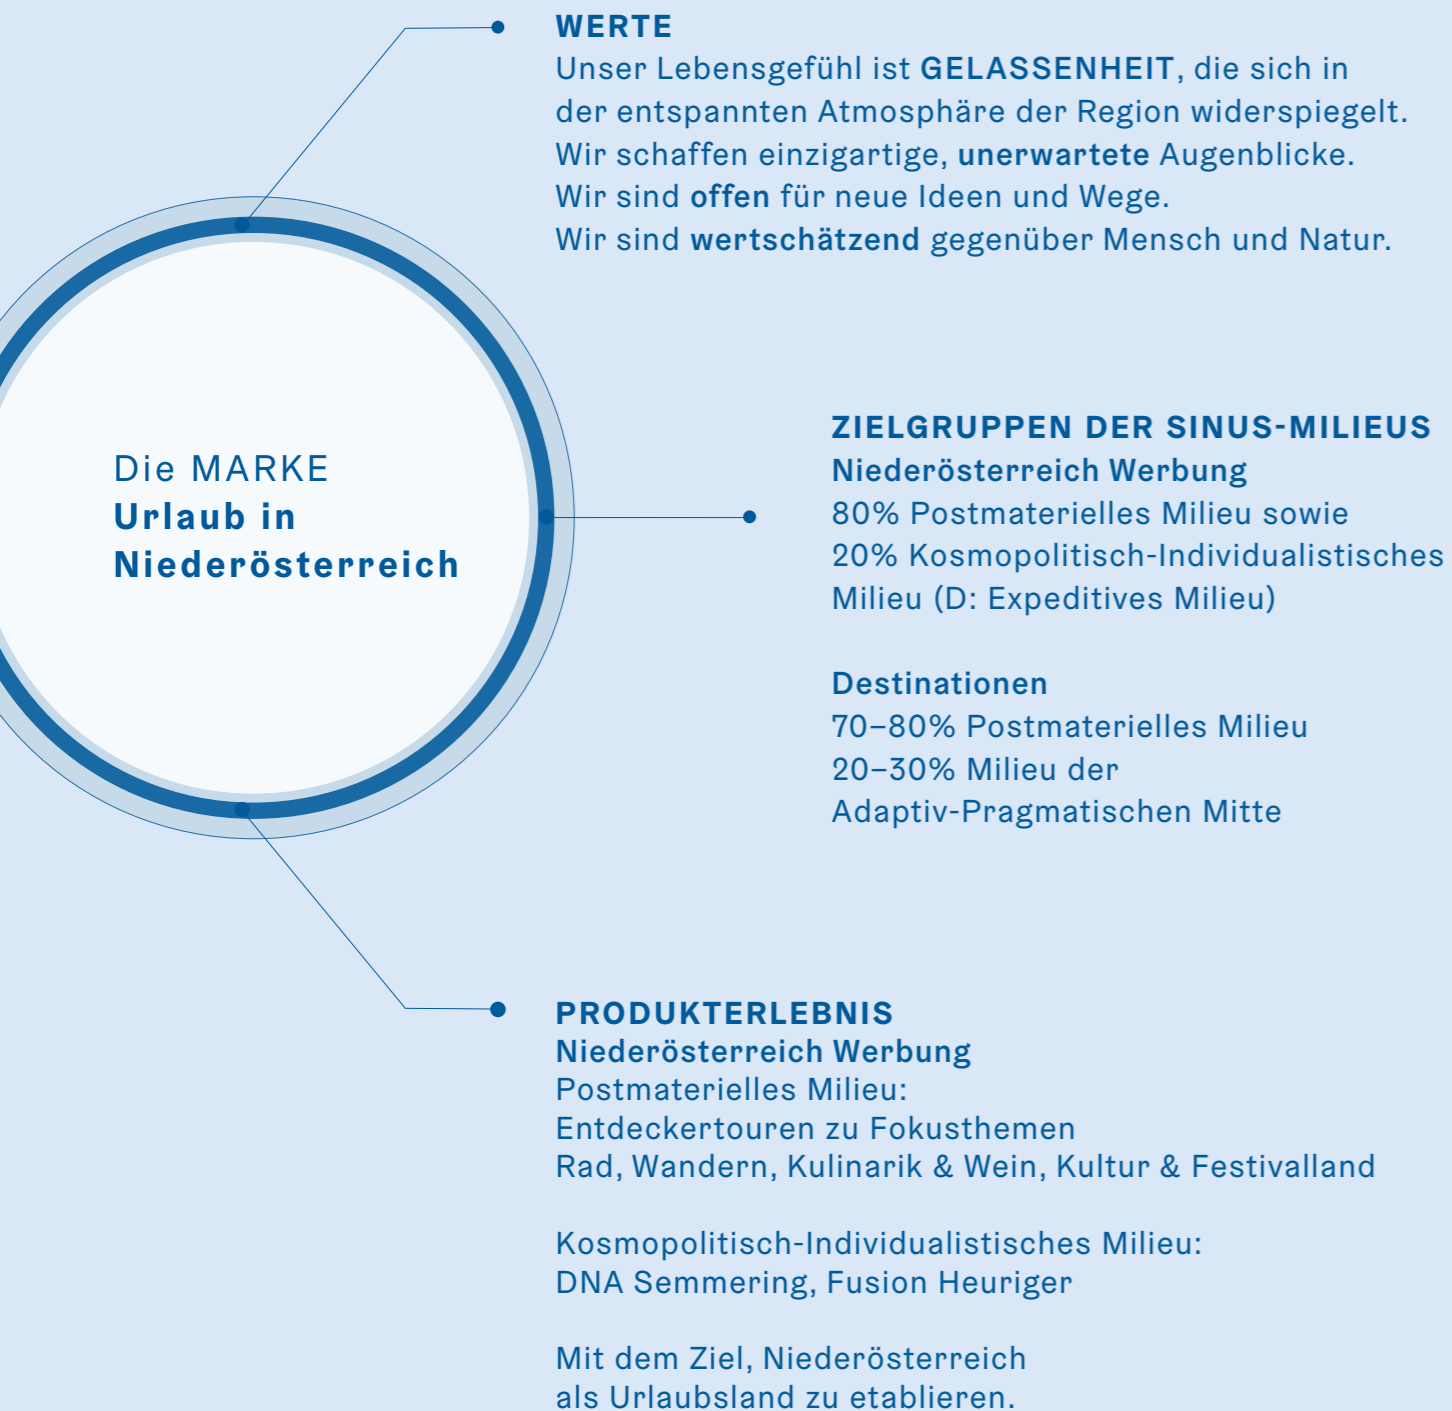 WERTE
Unser Lebensgefühl ist GELASSENHEIT, die sich in
der entspannten Atmosphäre der Region widerspiegelt.
Wir schaffen einzigartige, unerwartete Augenblicke.
Wir sind offen für neue Ideen und Wege.
Wir sind wertschätzend gegenüber Mensch und Natur.
Die MARKE
Urlaub in
Niederösterreich
ZIELGRUPPEN DER SINUS-MILIEUS
Niederösterreich Werbung
80% Postmaterielles Milieu sowie
20% Kosmopolitisch-Individualistisches
Milieu (D: Expeditives Milieu)
Destinationen
70–80% Postmaterielles Milieu
20–30% Milieu der
Adaptiv-Pragmatischen Mitte
PRODUKTERLEBNIS
Niederösterreich Werbung
Postmaterielles Milieu:
Entdeckertouren zu Fokusthemen
Rad, Wandern, Kulinarik & Wein, Kultur & Festivalland
Kosmopolitisch-Individualistisches Milieu:
DNA Semmering, Fusion Heuriger
Mit dem Ziel, Niederösterreich
als Urlaubsland zu etablieren.